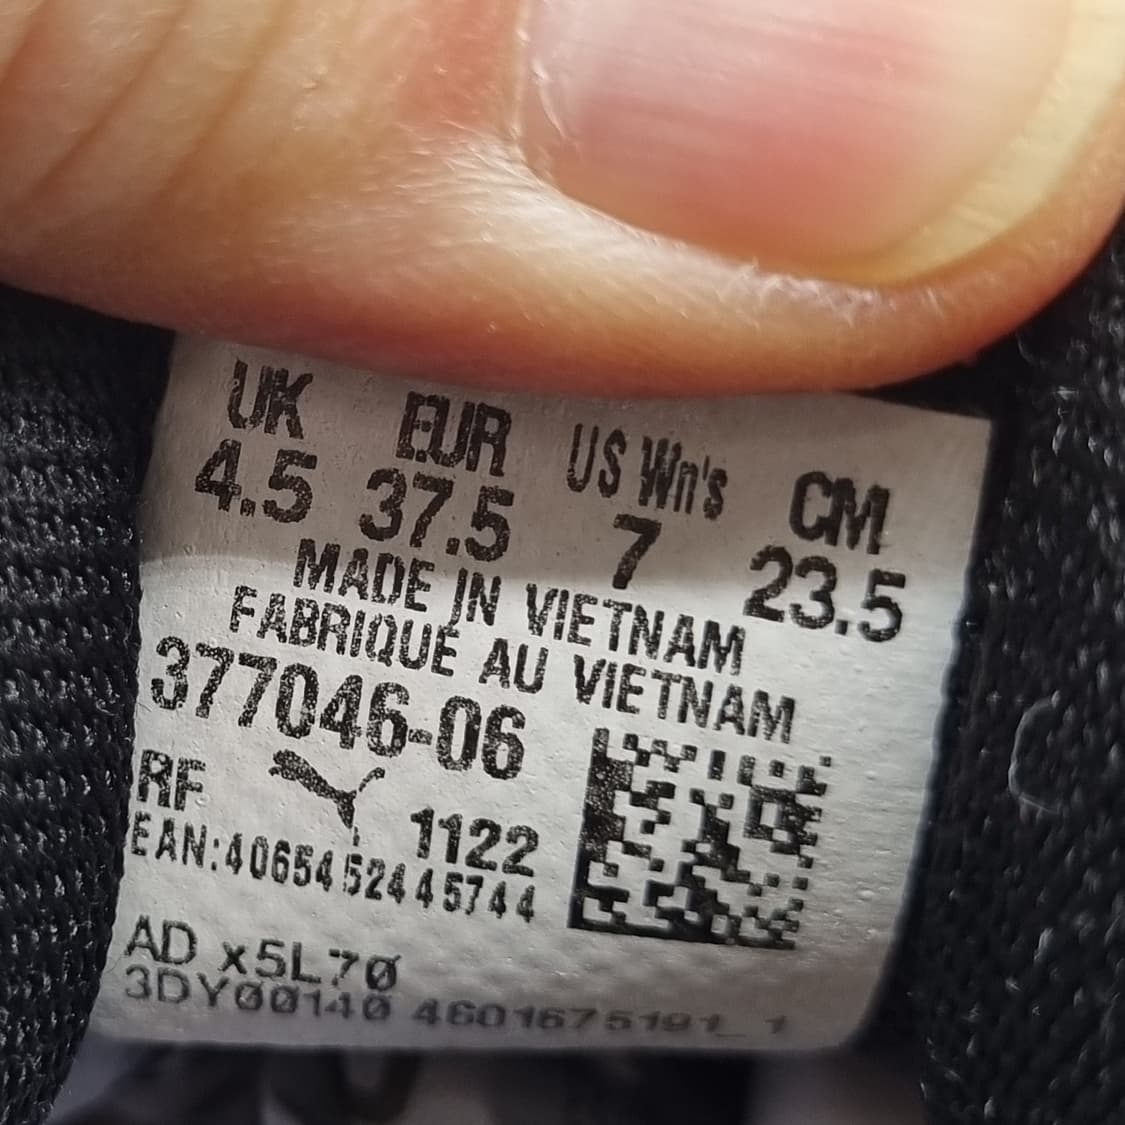 UK EUR US Wn's CM
4.5 37.5 7 23.5
MADE IN VIETNAM
FABRIQUÉ AU VIETNAM
377046-06
RF 1122
EAN:4065452445744
AD x5L70
3DY00140 4601675191_1